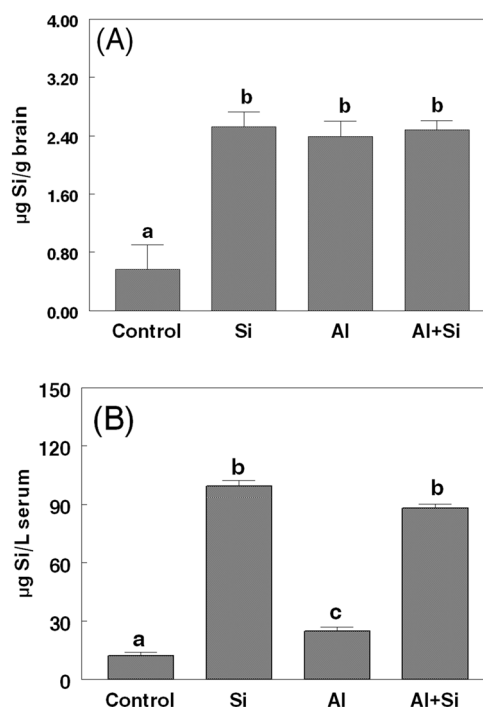 (A)
µg Si/g brain
4.00
3.20
2.40
1.60
0.80
0.00
a
b
b
b
Control Si Al Al+Si
(B)
µg Si/L serum
150
120
90
60
30
0
a
b
c
b
Control Si Al Al+Si